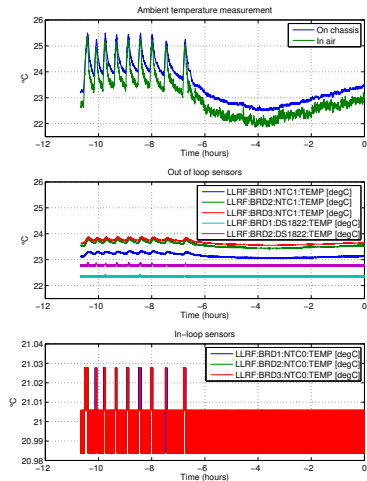 Ambient temperature measurement
26
25
24
23
22
°C
On chassis
In air
−12
−10
−8
−6
−4
−2
0
Time (hours)
Out of loop sensors
26
25
24
23
22
°C
LLRF:BRD1:NTC1:TEMP [degC]
LLRF:BRD2:NTC1:TEMP [degC]
LLRF:BRD3:NTC1:TEMP [degC]
LLRF:BRD1:DS1822:TEMP [degC]
LLRF:BRD2:DS1822:TEMP [degC]
−12
−10
−8
−6
−4
−2
0
Time (hours)
In−loop sensors
21.04
21.03
21.02
21.01
21
20.99
20.98
°C
LLRF:BRD1:NTC0:TEMP [degC]
LLRF:BRD2:NTC0:TEMP [degC]
LLRF:BRD3:NTC0:TEMP [degC]
−12
−10
−8
−6
−4
−2
0
Time (hours)